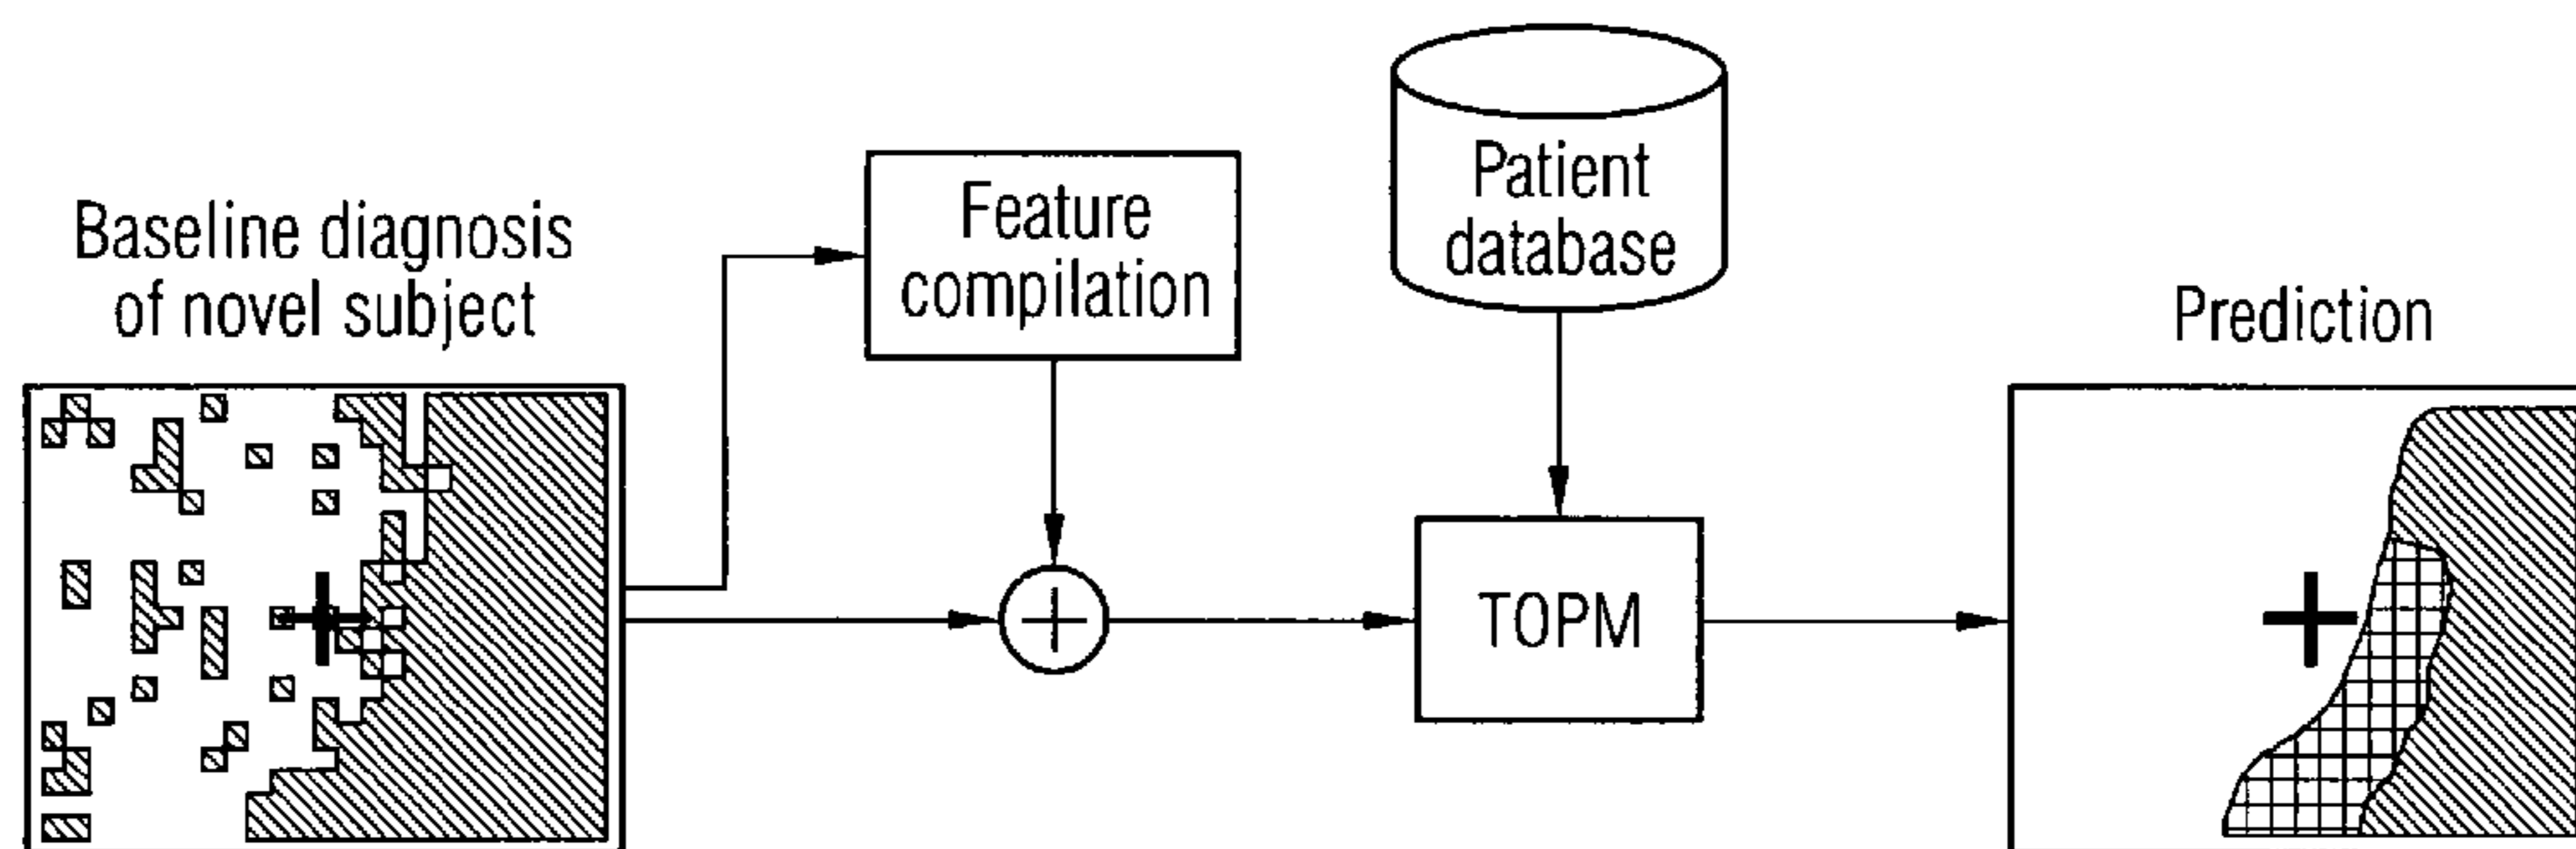 Baseline diagnosis
of novel subject
Feature
compilation
Patient
database
TOPM
Prediction